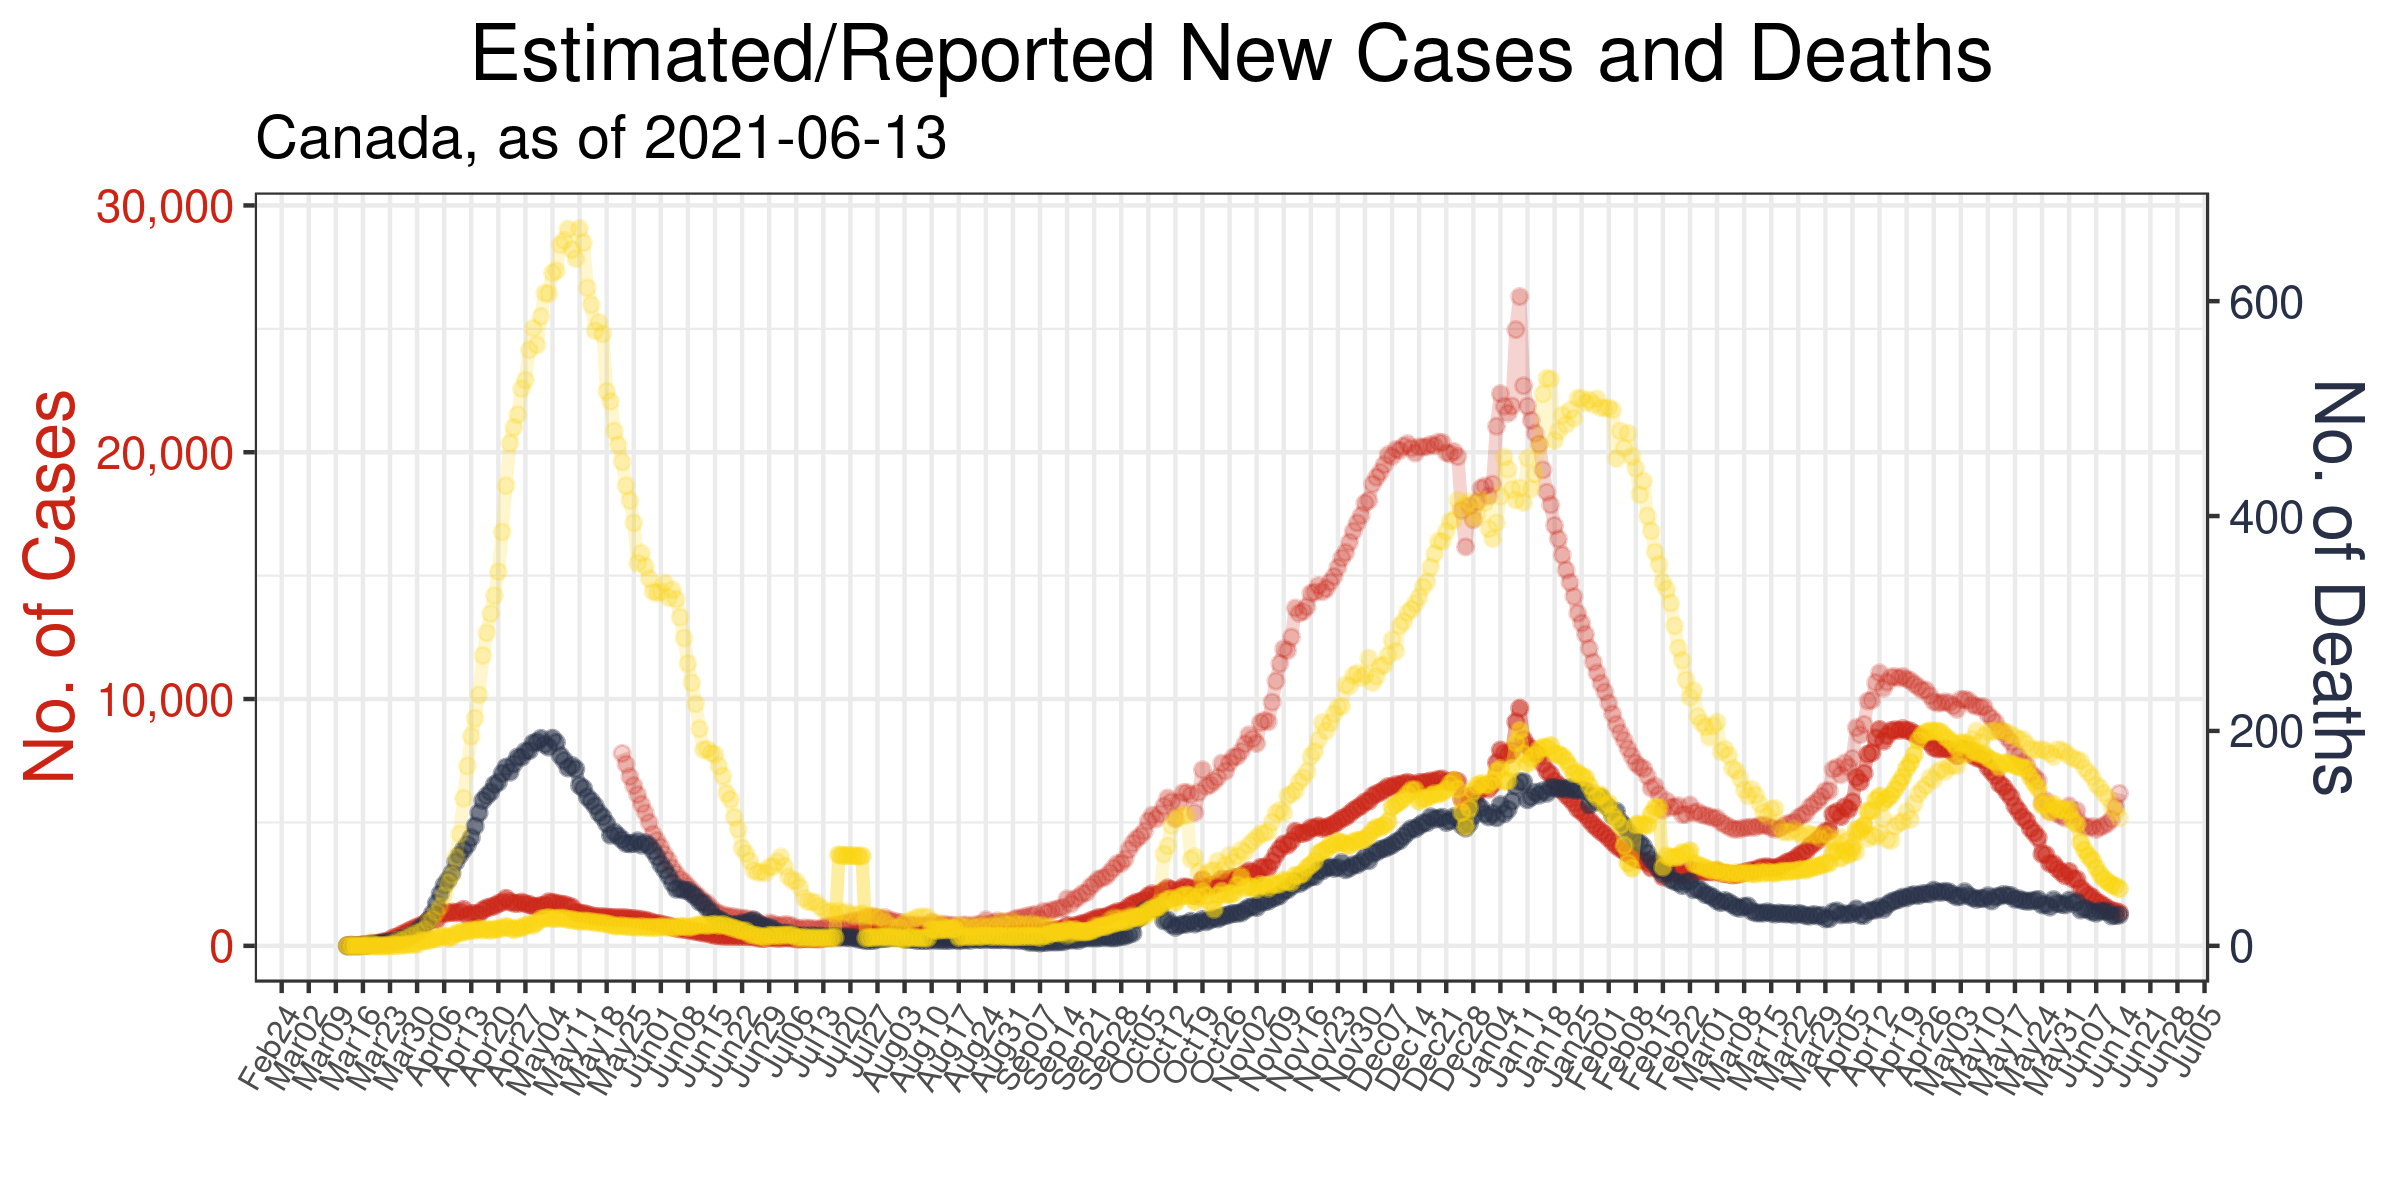 Estimated/Reported New Cases and Deaths
Canada, as of 2021-06-13
No. of Cases
30,000
20,000
10,000
0
No. of Deaths
600
400
200
0
Feb24
Mar02
Mar09
Mar16
Mar23
Mar30
Apr06
Apr13
Apr20
Apr27
May04
May11
May18
May25
Jun01
Jun08
Jun15
Jun22
Jun29
Jul06
Jul13
Jul20
Jul27
Aug03
Aug10
Aug17
Aug24
Aug31
Sep07
Sep14
Sep21
Sep28
Oct05
Oct12
Oct19
Oct26
Nov02
Nov09
Nov16
Nov23
Nov30
Dec07
Dec14
Dec21
Dec28
Jan04
Jan11
Jan18
Jan25
Feb01
Feb08
Feb15
Feb22
Mar01
Mar08
Mar15
Mar22
Mar29
Apr05
Apr12
Apr19
Apr26
May03
May10
May17
May24
May31
Jun07
Jun14
Jun21
Jun28
Jul05